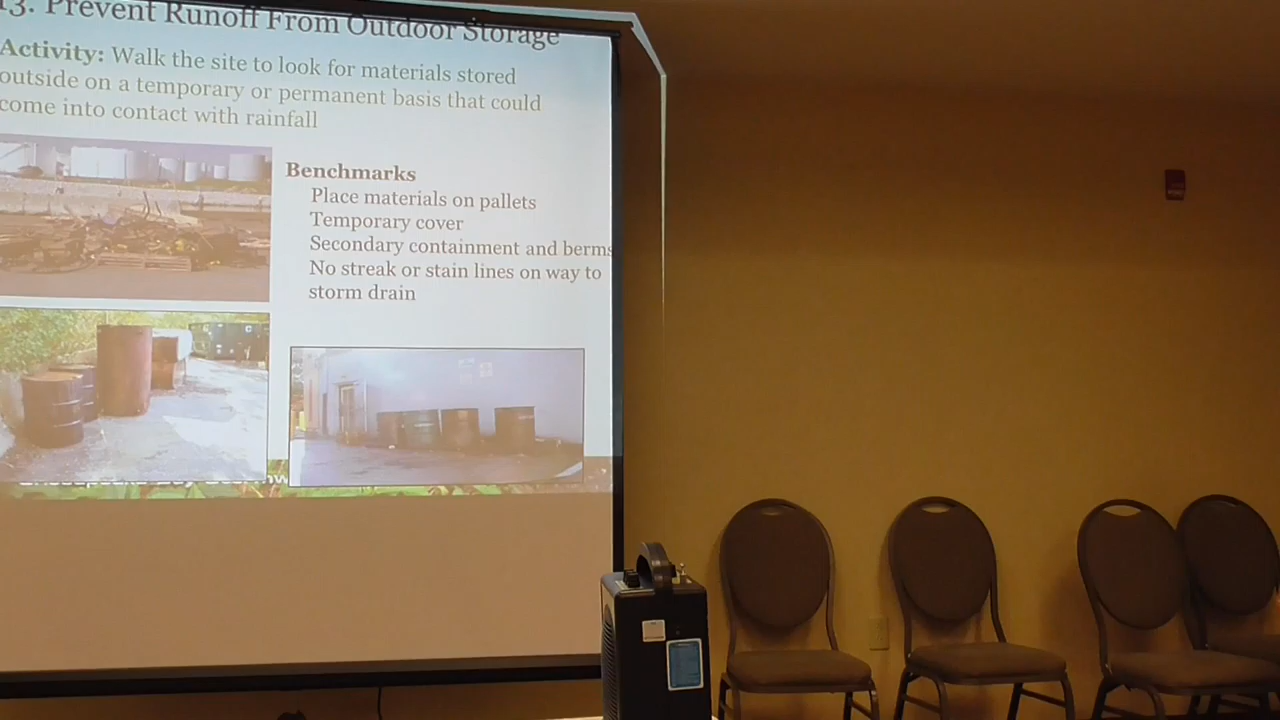 13. Prevent Runoff From Outdoor Storage
Activity: Walk the site to look for materials stored
outside on a temporary or permanent basis that could
come into contact with rainfall
Benchmarks
Place materials on pallets
Temporary cover
Secondary containment and berms
No streak or stain lines on way to
storm drain